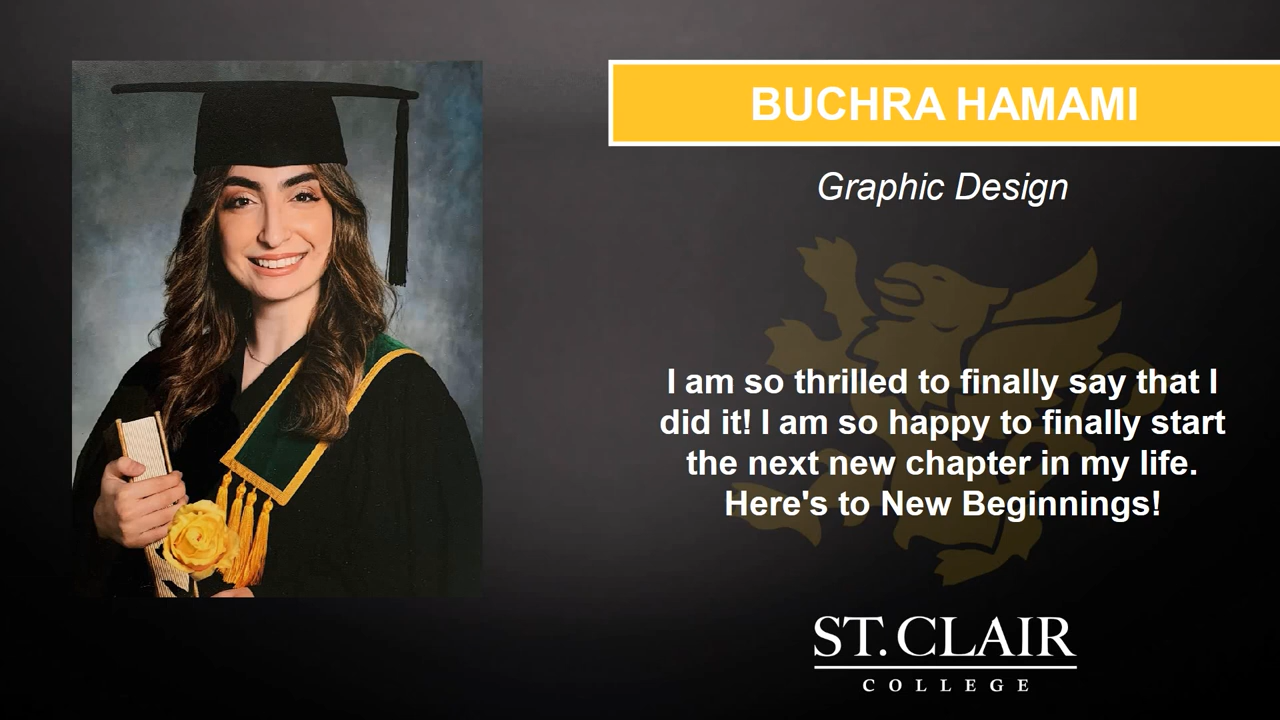 BUCHRA HAMAMI
Graphic Design
I am so thrilled to finally say that I
did it! I am so happy to finally start
the next new chapter in my life.
Here's to New Beginnings!
ST. CLAIR
COLLEGE